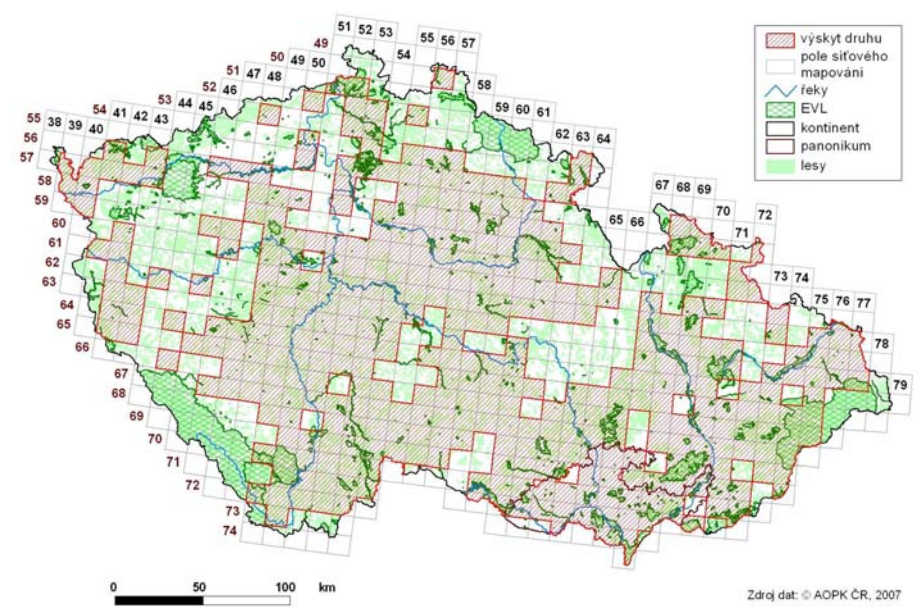 51 52 53
49 54 55 56 57
50 49 50 58
51 47 48 59 60 61
52 46 62 63 64
53 44 45
54 41 42 43
55 38 39 40
56
57
58
59
60
61
62
63
64
65
66
67
68
69
70
71
72
73
74
65 66 67 68 69 70 71 72
73 74 75 76 77
78
79
výskyt druhu
pole síťového
mapování
řeky
EVL
kontinent
panonikum
lesy
0 50 100 km
Zdroj dat: © AOPK ČR, 2007